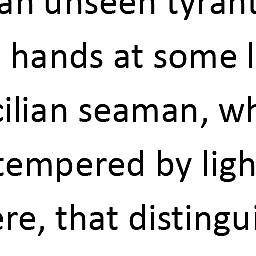 an unseen tyrant
hands at some l
cilian seaman, wh
tempered by ligh
ere, that distingui